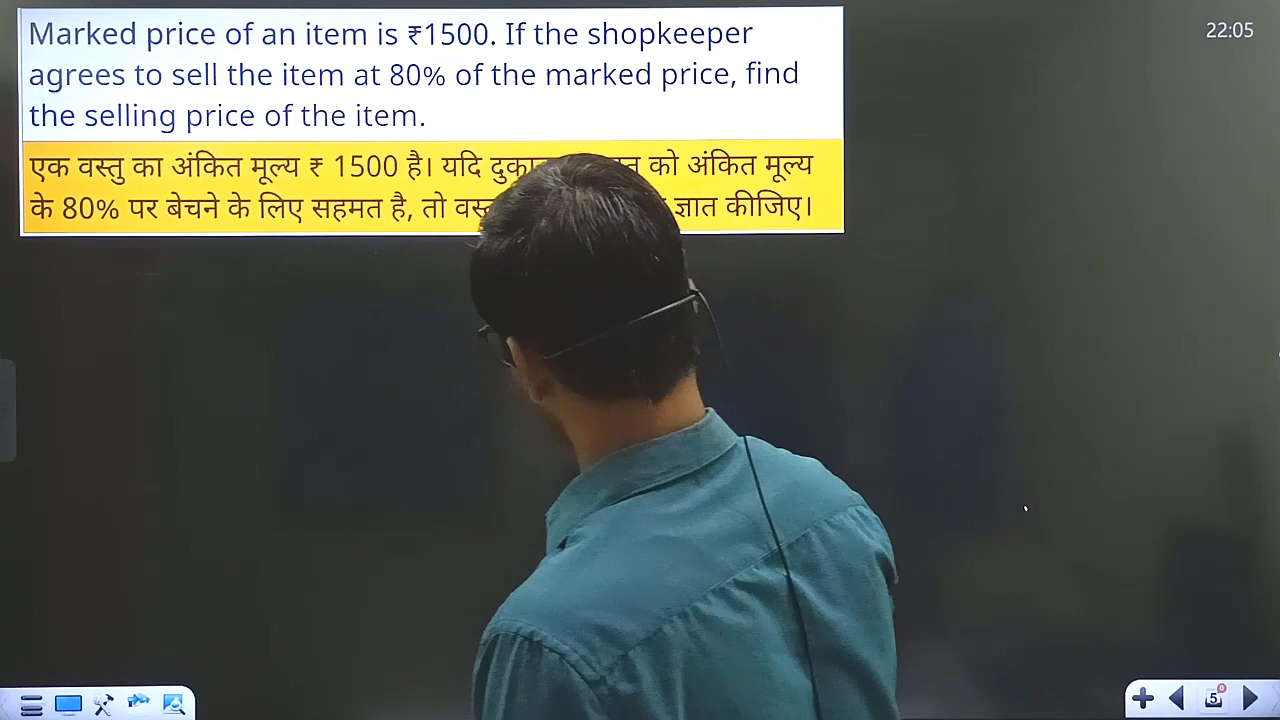 Marked price of an item is ₹1500. If the shopkeeper
agrees to sell the item at 80% of the marked price, find
the selling price of the item.
एक वस्तु का अंकित मूल्य ₹ 1500 है। यदि को अंकित मूल्य
के 80% पर बेचने के लिए सहमत है, तो ज्ञात कीजिए।
22:05
5